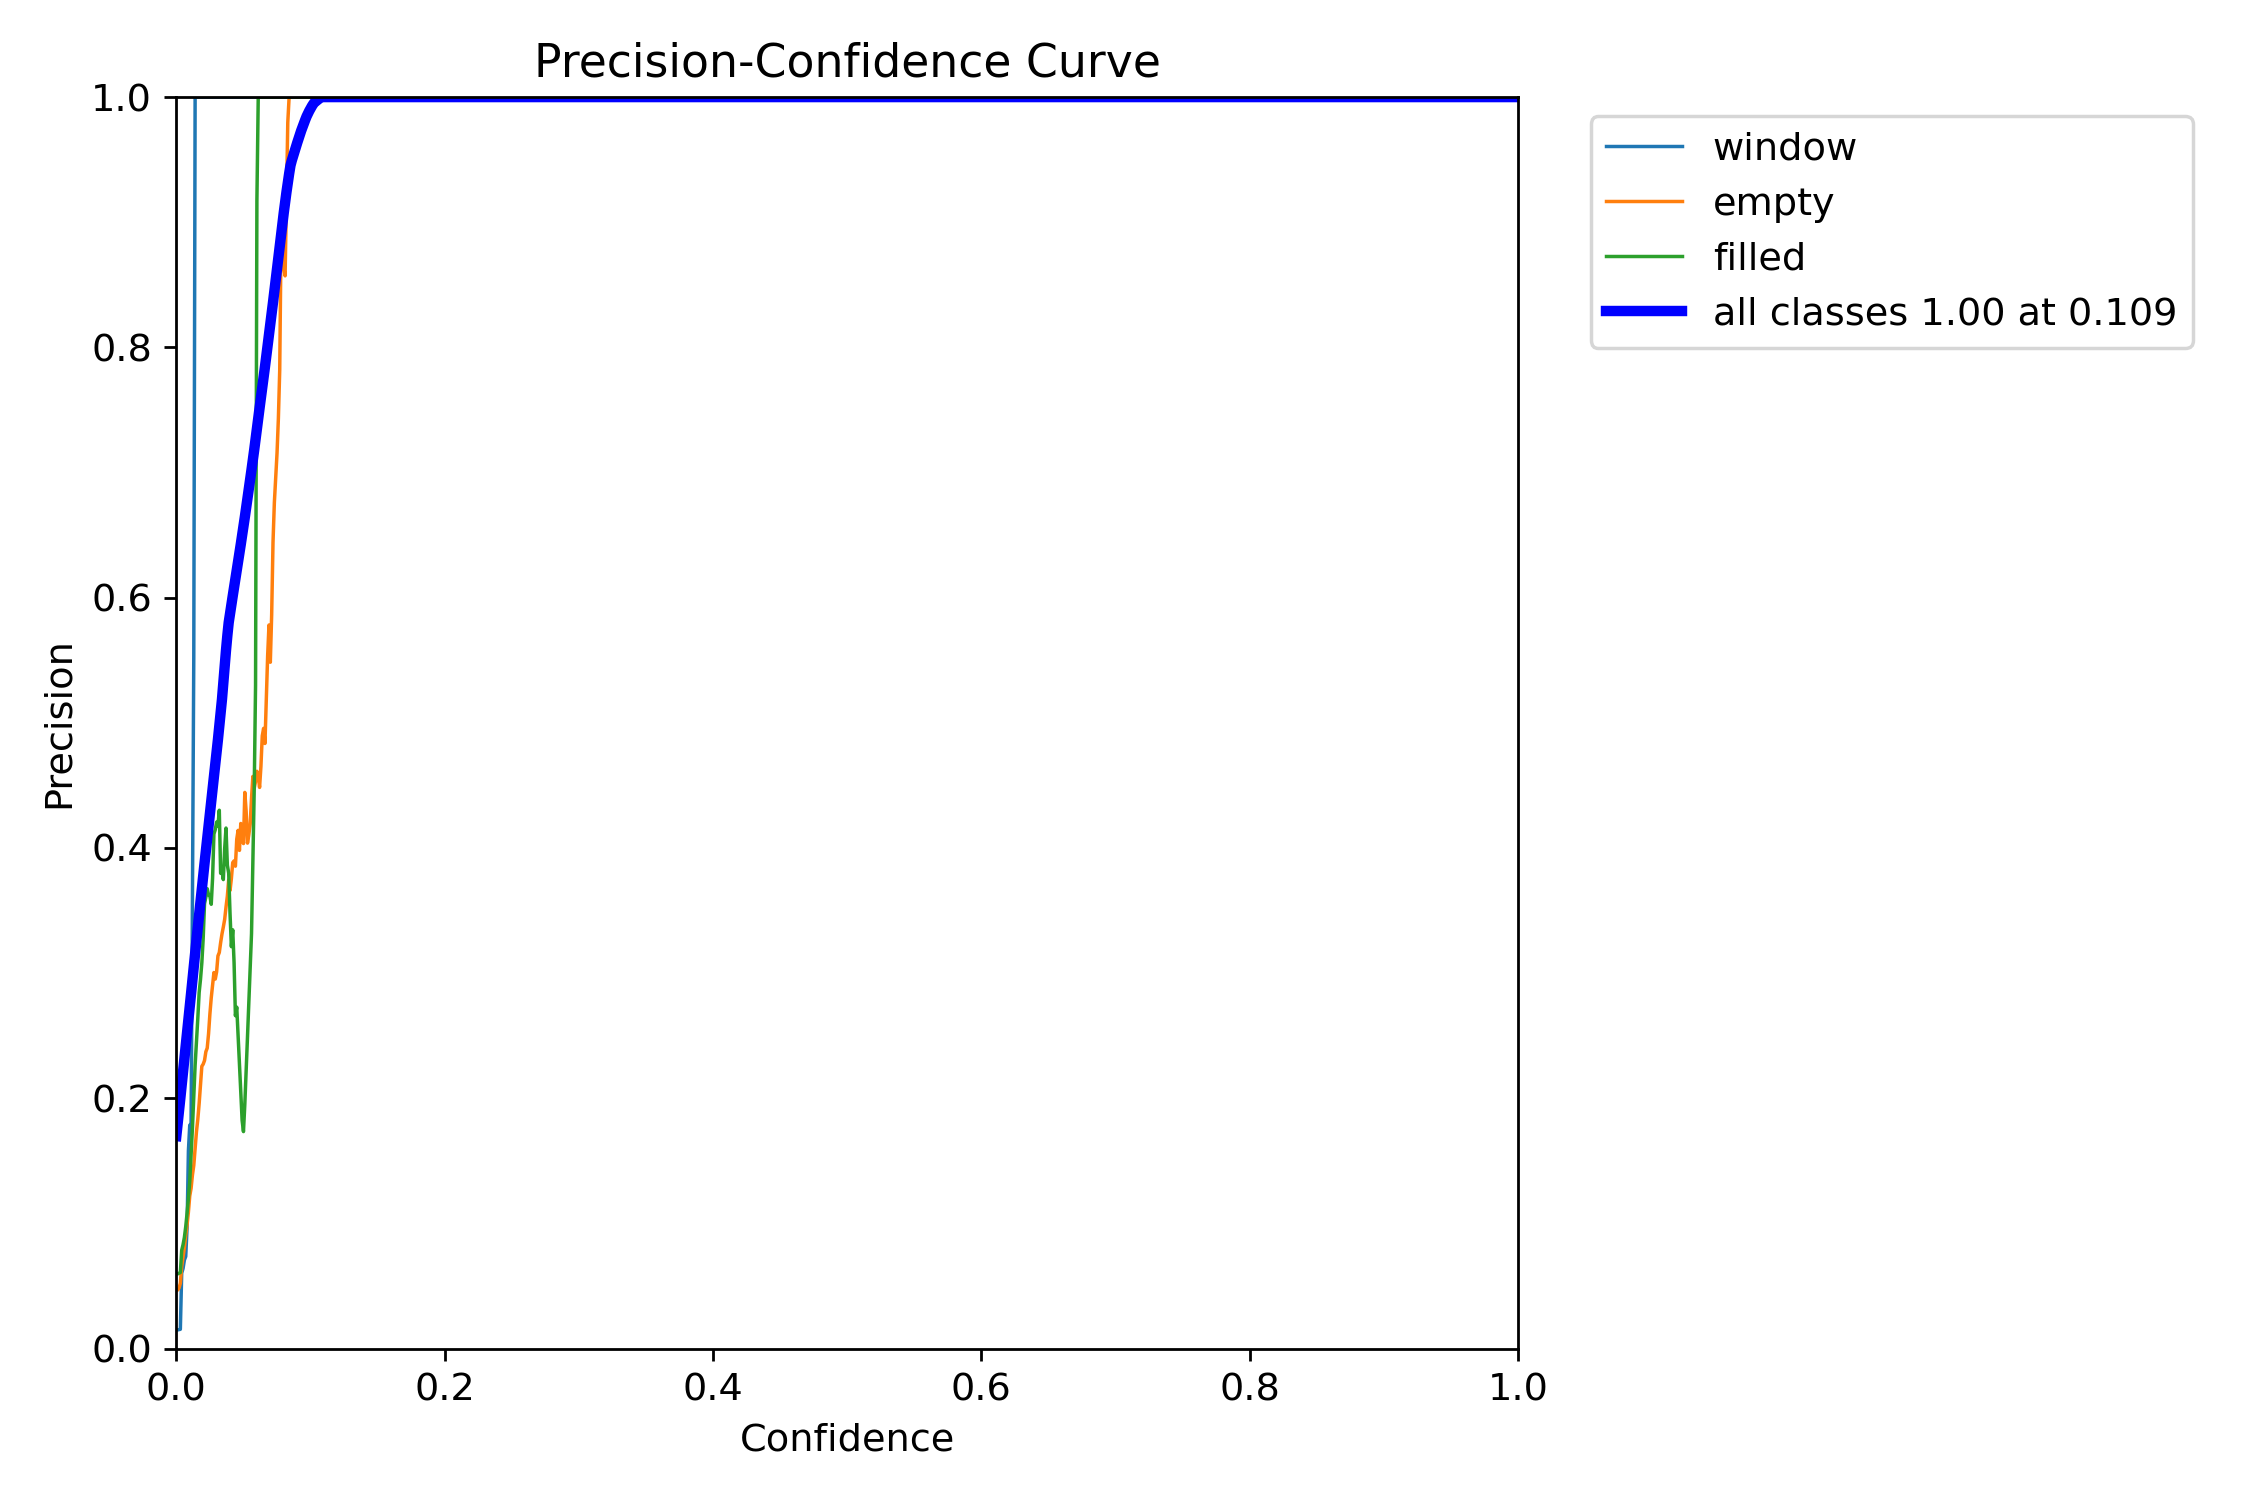 Precision-Confidence Curve
1.0
0.8
0.6
0.4
0.2
0.0
Precision
0.0 0.2 0.4 0.6 0.8 1.0
Confidence
window
empty
filled
all classes 1.00 at 0.109